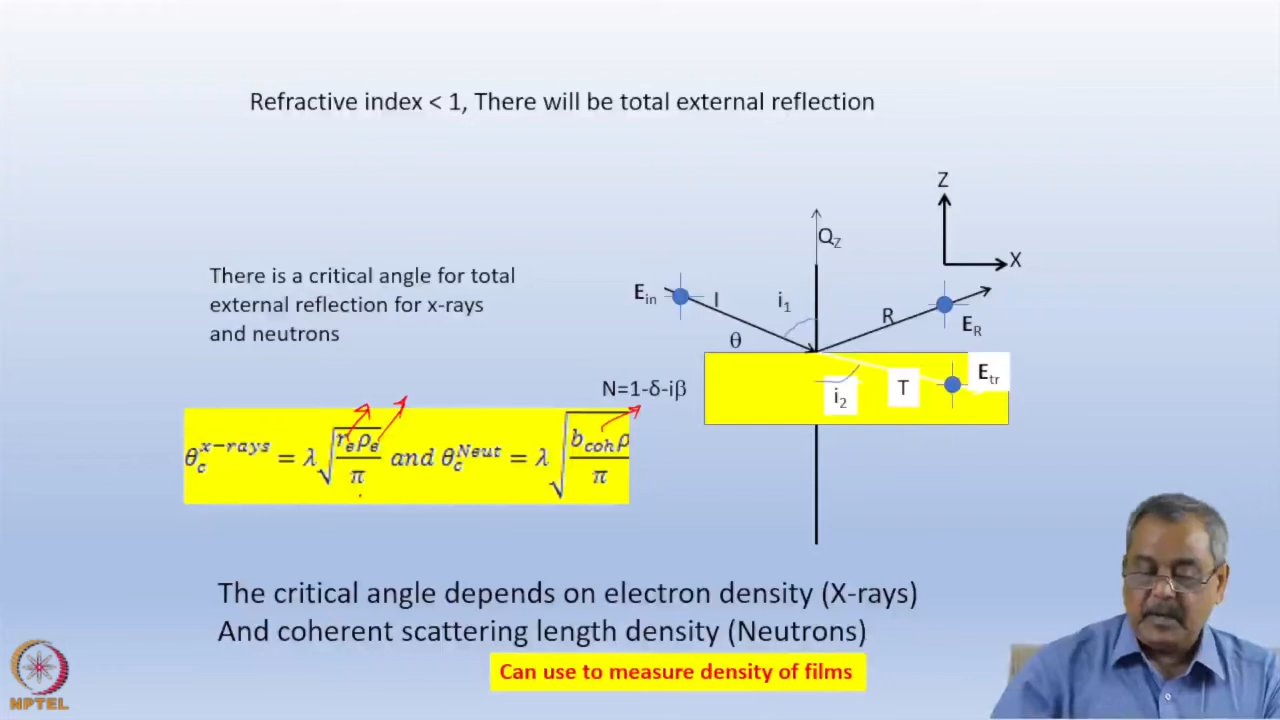 Refractive index < 1, There will be total external reflection
Z
Q_Z
X
There is a critical angle for total
external reflection for x-rays
and neutrons
E_in
I
i_1
R
E_R
θ
N=1-δ-iβ
i_2
T
E_tr
θ_c^{x-rays} = λ√(r_e ρ_e / π) and θ_c^{Neut} = λ√(b_coh ρ / π)
The critical angle depends on electron density (X-rays)
And coherent scattering length density (Neutrons)
Can use to measure density of films
NPTEL